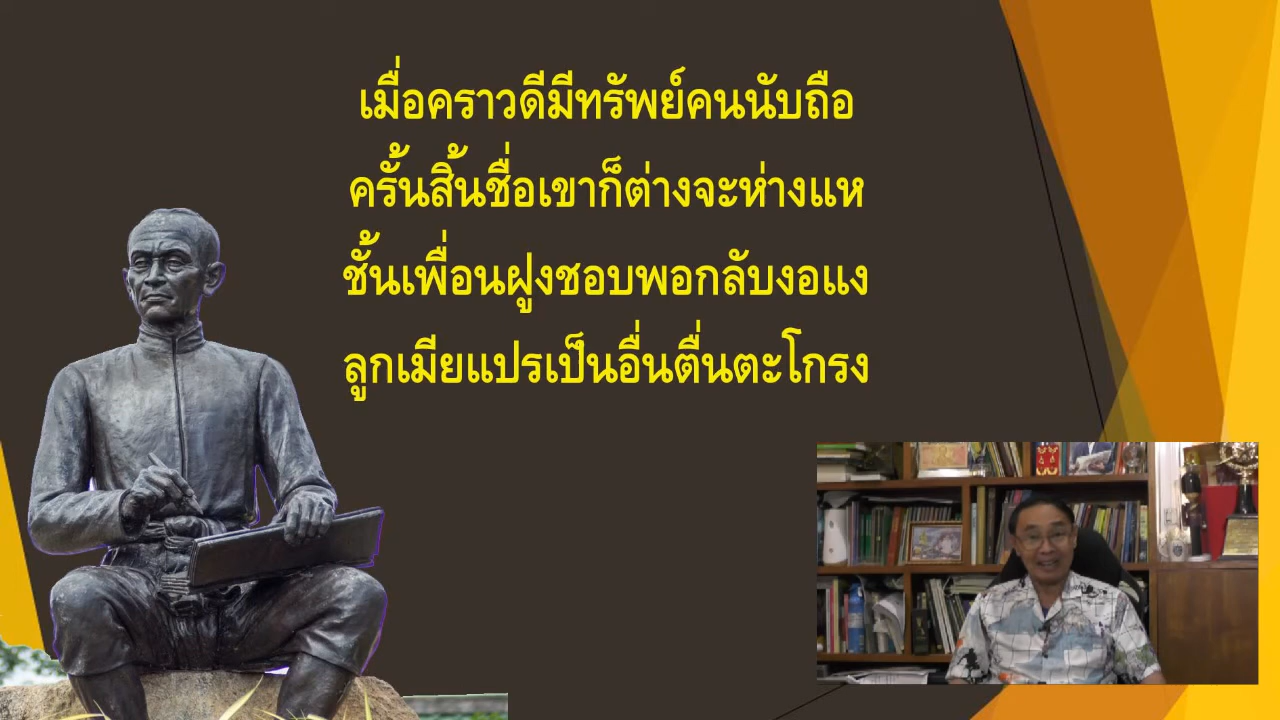 เมื่อคราวดีมีทรัพย์คนนับถือ
ครั้นสิ้นชื่อเขาก็ต่างจะห่างแห
ชั้นเพื่อนฝูงชอบพอกลับงอแง
ลูกเมียแปรเป็นอื่นตื่นตะโกรง